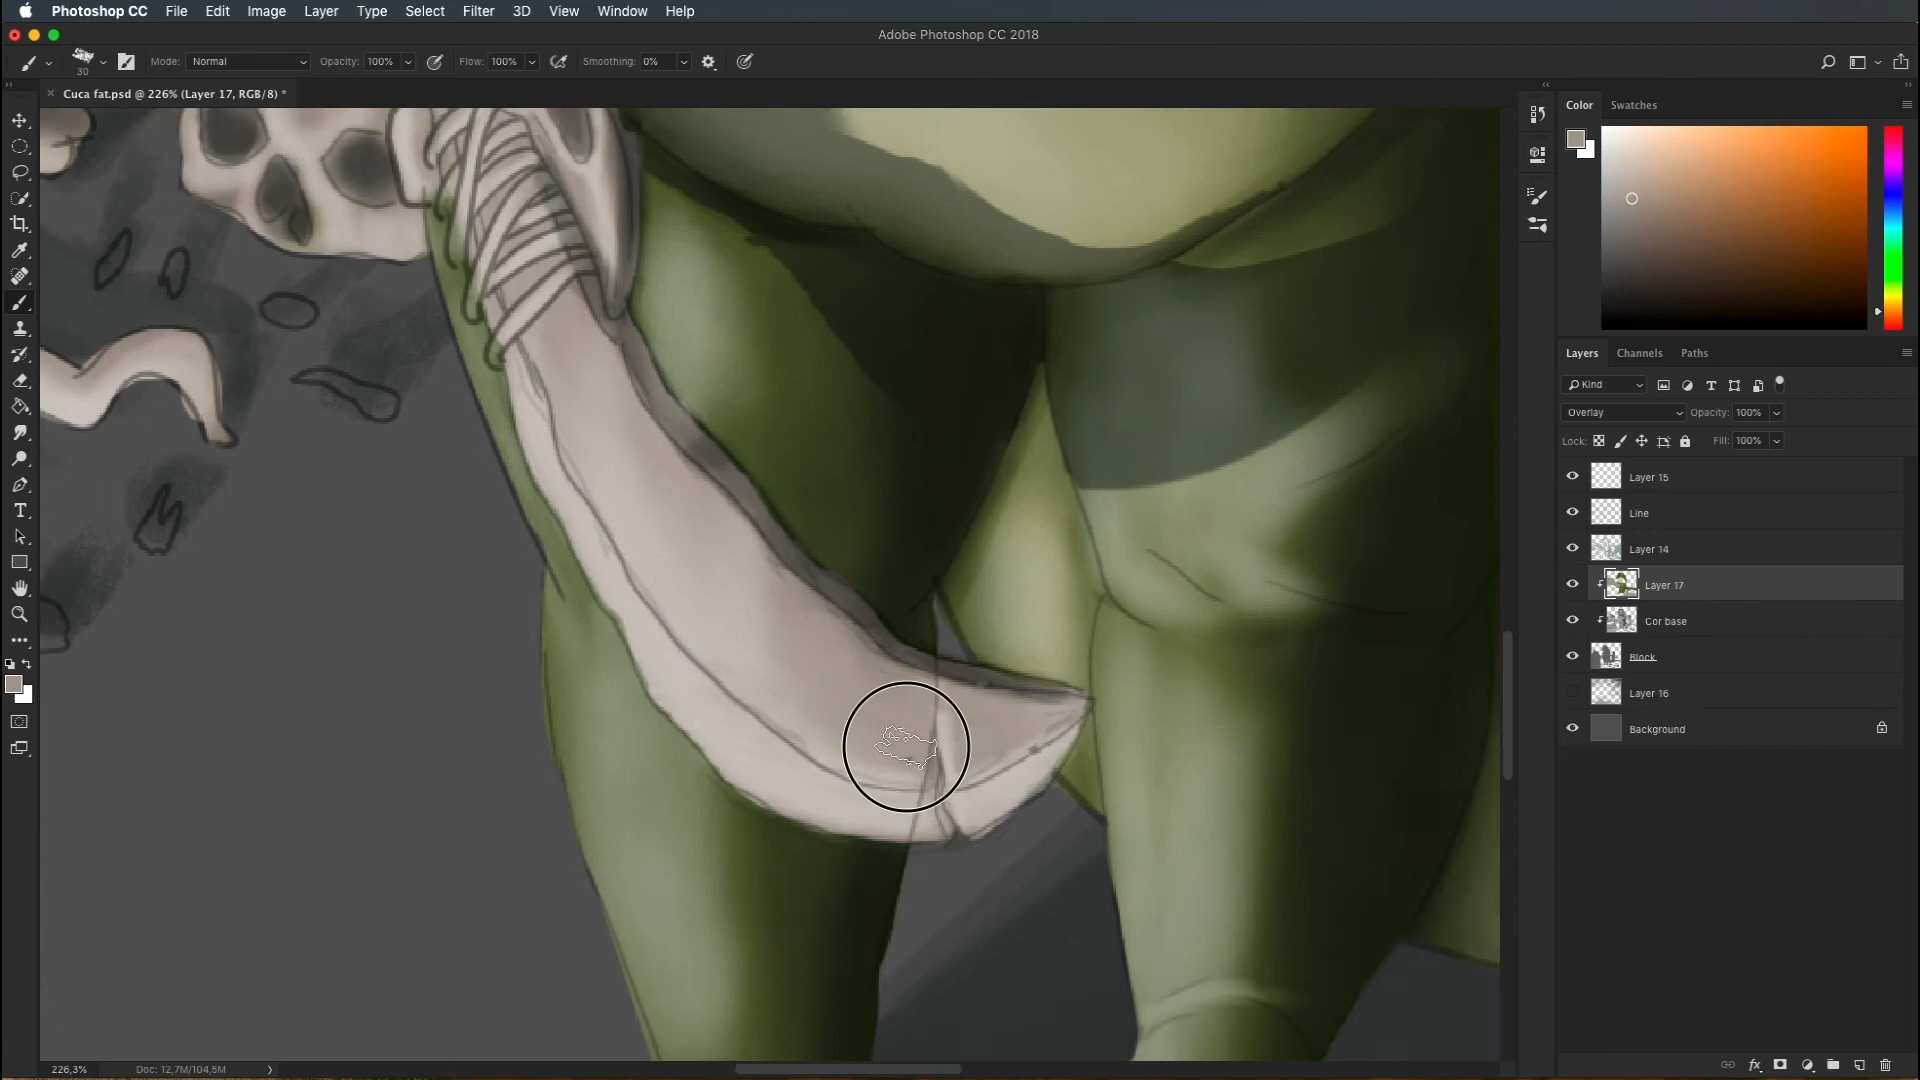 Photoshop CC File Edit Image Layer Type Select Filter 3D View Window Help
Adobe Photoshop CC 2018
30 Mode: Normal Opacity: 100% Flow: 100% Smoothing: 0%
Cuca fat.psd @ 226% (Layer 17, RGB/8) *
Color Swatches
Layers Channels Paths
Kind
Overlay Opacity: 100%
Lock: Fill: 100%
Layer 15
Line
Layer 14
Layer 17
Cor base
Block
Layer 16
Background
226,3% Doc: 12,7M/104,5M